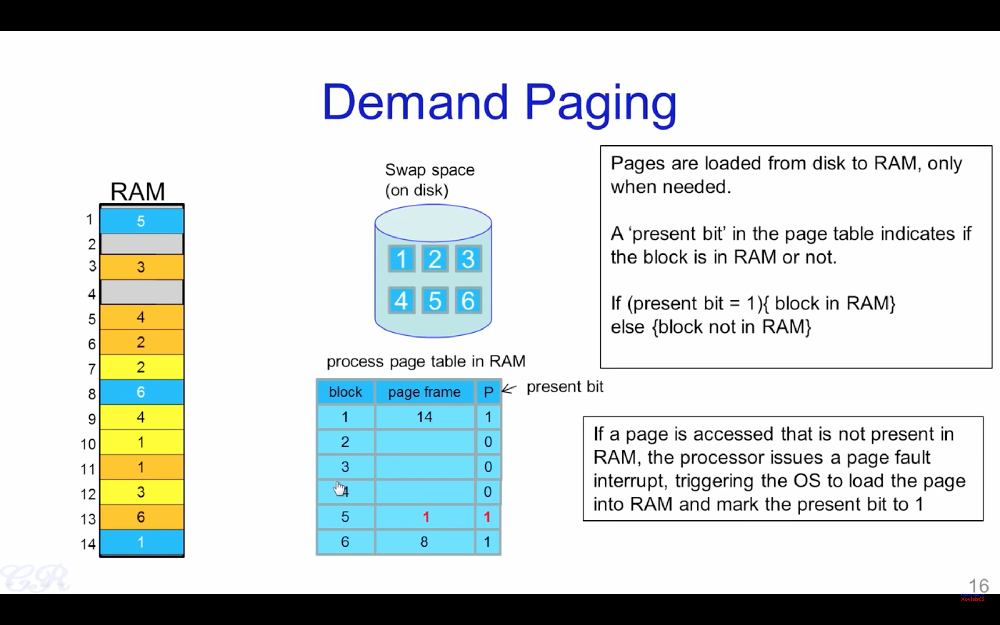 Demand Paging
RAM
1 5
2
3 3
4
5 4
6 2
7 2
8 6
9 4
10 1
11 1
12 3
13 6
14 1
Swap space
(on disk)
1 2 3
4 5 6
process page table in RAM
block page frame P
present bit
1 14 1
2 0
3 0
4 0
5 1 1
6 8 1
Pages are loaded from disk to RAM, only
when needed.
A ‘present bit’ in the page table indicates if
the block is in RAM or not.
If (present bit = 1){ block in RAM}
else {block not in RAM}
If a page is accessed that is not present in
RAM, the processor issues a page fault
interrupt, triggering the OS to load the page
into RAM and mark the present bit to 1
CR
16
Subscribe to
XoviabCS